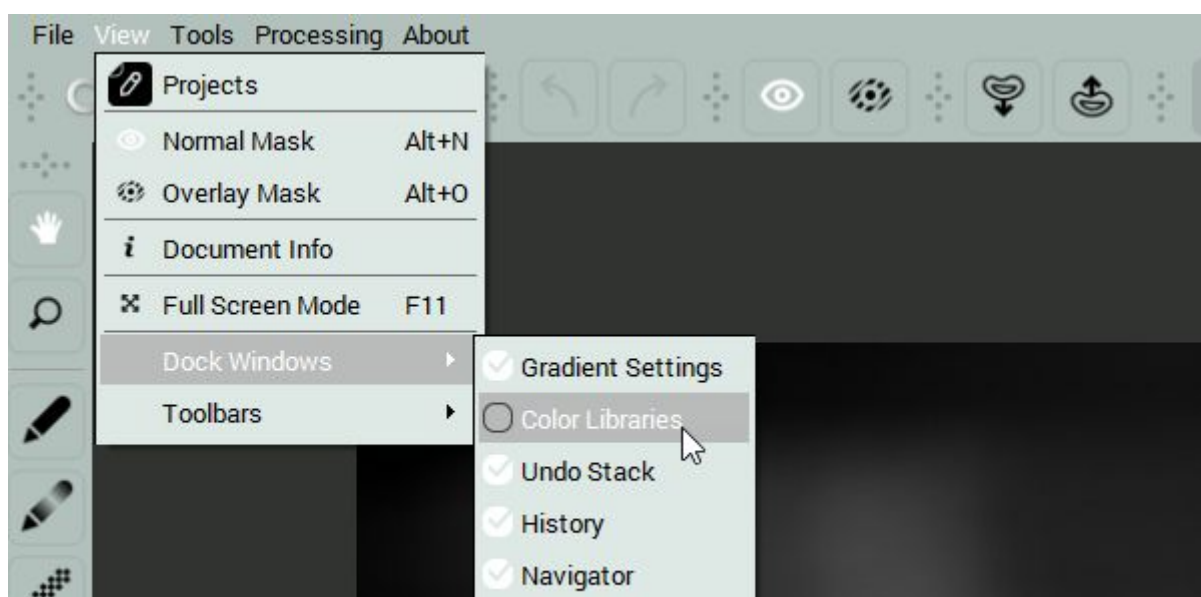 File View Tools Processing About
Projects
Normal Mask Alt+N
Overlay Mask Alt+O
Document Info
Full Screen Mode F11
Dock Windows
Toolbars
Gradient Settings
Color Libraries
Undo Stack
History
Navigator